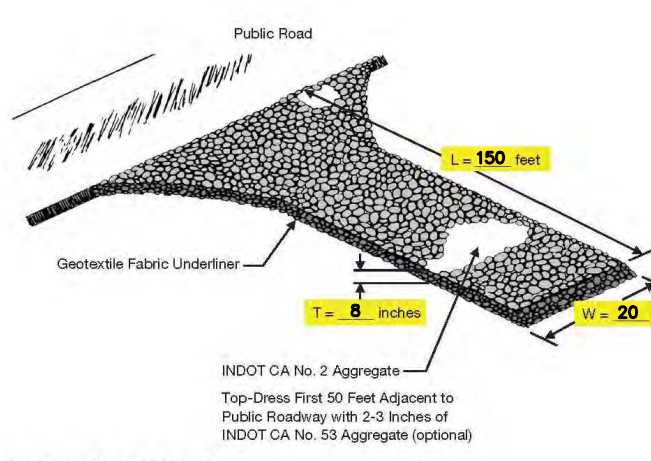 Public Road
L = 150 feet
Geotextile Fabric Underliner
T = 8 inches
W = 20
INDOT CA No. 2 Aggregate
Top-Dress First 50 Feet Adjacent to
Public Roadway with 2-3 Inches of
INDOT CA No. 53 Aggregate (optional)